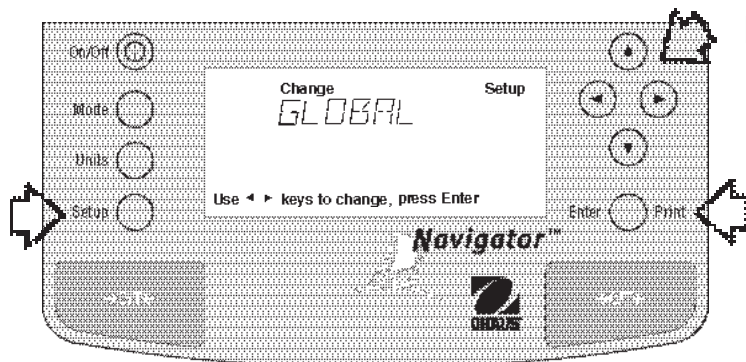 On/Off
Mode
Units
Setup
Change Setup
GLOBAL
Use ◄ ► keys to change, press Enter
Enter Print
Navigator™
OHAUS